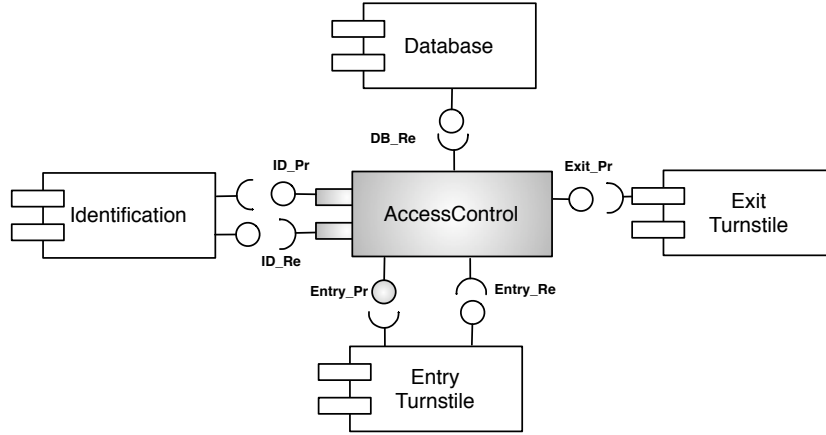 Database
DB_Re
ID_Pr
Exit_Pr
Identification
AccessControl
Exit
Turnstile
ID_Re
Entry_Pr
Entry_Re
Entry
Turnstile